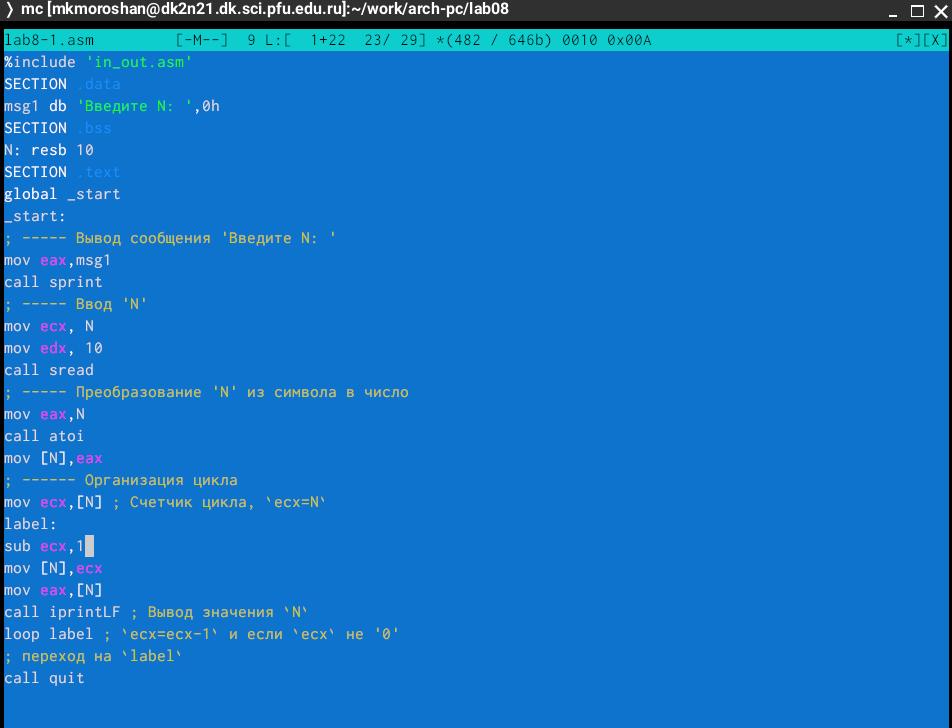 ❭ mc [mkmoroshan@dk2n21.dk.sci.pfu.edu.ru]:~/work/arch-pc/lab08
lab8-1.asm [-M--] 9 L:[ 1+22 23/ 29] *(482 / 646b) 0010 0x00A [*][X]
%include 'in_out.asm'
SECTION .data
msg1 db 'Введите N: ',0h
SECTION .bss
N: resb 10
SECTION .text
global _start
_start:
; ----- Вывод сообщения 'Введите N: '
mov eax,msg1
call sprint
; ----- Ввод 'N'
mov ecx, N
mov edx, 10
call sread
; ----- Преобразование 'N' из символа в число
mov eax,N
call atoi
mov [N],eax
; ------ Организация цикла
mov ecx,[N] ; Счетчик цикла, `ecx=N`
label:
sub ecx,1
mov [N],ecx
mov eax,[N]
call iprintLF ; Вывод значения `N`
loop label ; `ecx=ecx-1` и если `ecx` не '0'
; переход на `label`
call quit